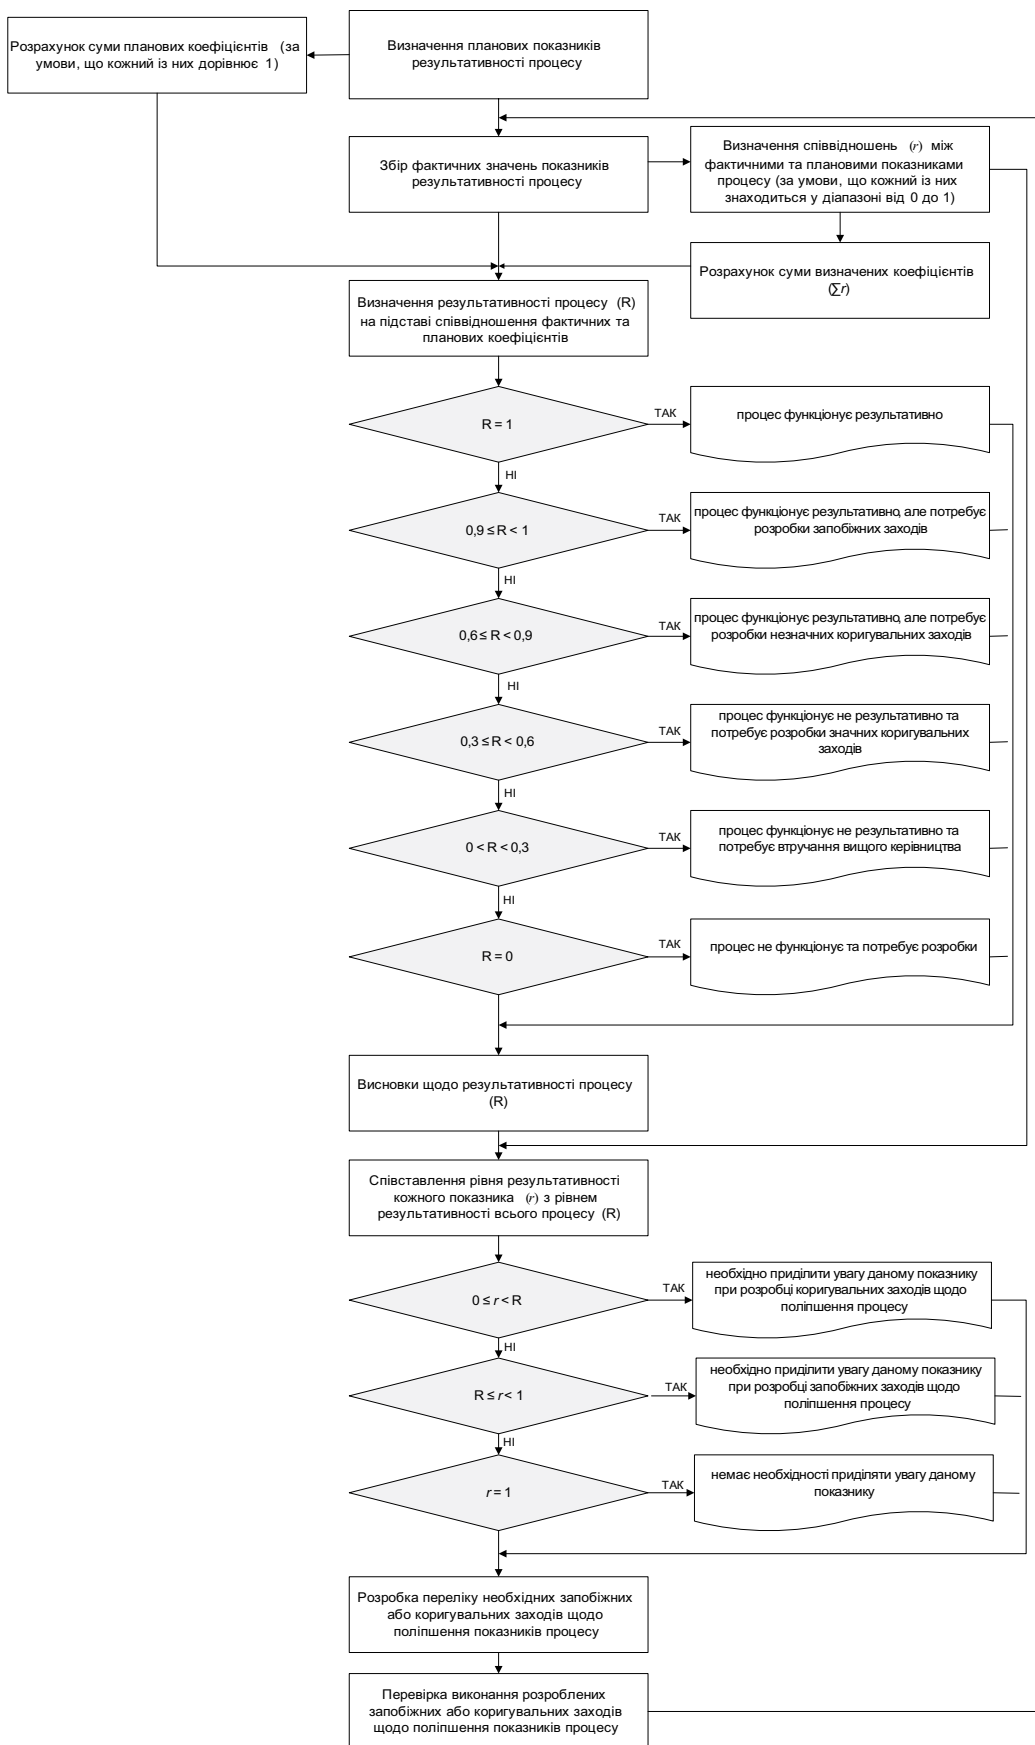 Розрахунок суми планових коефіцієнтів (за
умови, що кожний із них дорівнює 1)
Визначення планових показників
результативності процесу
Збір фактичних значень показників
результативності процесу
Визначення співвідношень (r) між
фактичними та плановими показниками
процесу (за умови, що кожний із них
знаходиться у діапазоні від 0 до 1)
Розрахунок суми визначених коефіцієнтів
(∑r)
Визначення результативності процесу (R)
на підставі співвідношення фактичних та
планових коефіцієнтів
R = 1
ТАК
процес функціонує результативно
НІ
0,9 ≤ R < 1
ТАК
процес функціонує результативно, але потребує
розробки запобіжних заходів
НІ
0,6 ≤ R < 0,9
ТАК
процес функціонує результативно, але потребує
розробки незначних коригувальних заходів
НІ
0,3 ≤ R < 0,6
ТАК
процес функціонує не результативно та
потребує розробки значних коригувальних
заходів
НІ
0 < R < 0,3
ТАК
процес функціонує не результативно та
потребує втручання вищого керівництва
НІ
R = 0
ТАК
процес не функціонує та потребує розробки
Висновки щодо результативності процесу
(R)
Співставлення рівня результативності
кожного показника (r) з рівнем
результативності всього процесу (R)
0 ≤ r < R
ТАК
необхідно приділити увагу даному показнику
при розробці коригувальних заходів щодо
поліпшення процесу
НІ
R ≤ r < 1
ТАК
необхідно приділити увагу даному показнику
при розробці запобіжних заходів щодо
поліпшення процесу
НІ
r = 1
ТАК
немає необхідності приділяти увагу даному
показнику
Розробка переліку необхідних запобіжних
або коригувальних заходів щодо
поліпшення показників процесу
Перевірка виконання розроблених
запобіжних або коригувальних заходів
щодо поліпшення показників процесу